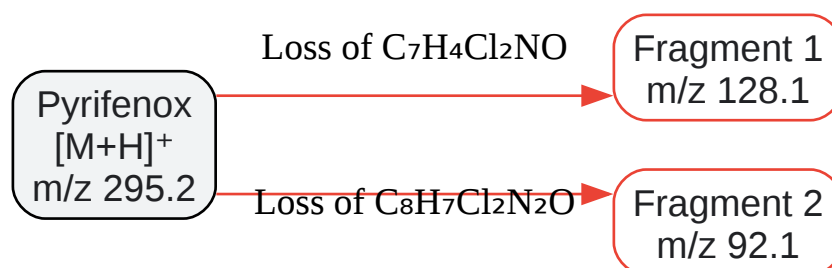 Loss of C₇H₄Cl₂NO
Fragment 1
m/z 128.1
Pyrifenox
[M+H]⁺
m/z 295.2
Loss of C₈H₇Cl₂N₂O
Fragment 2
m/z 92.1